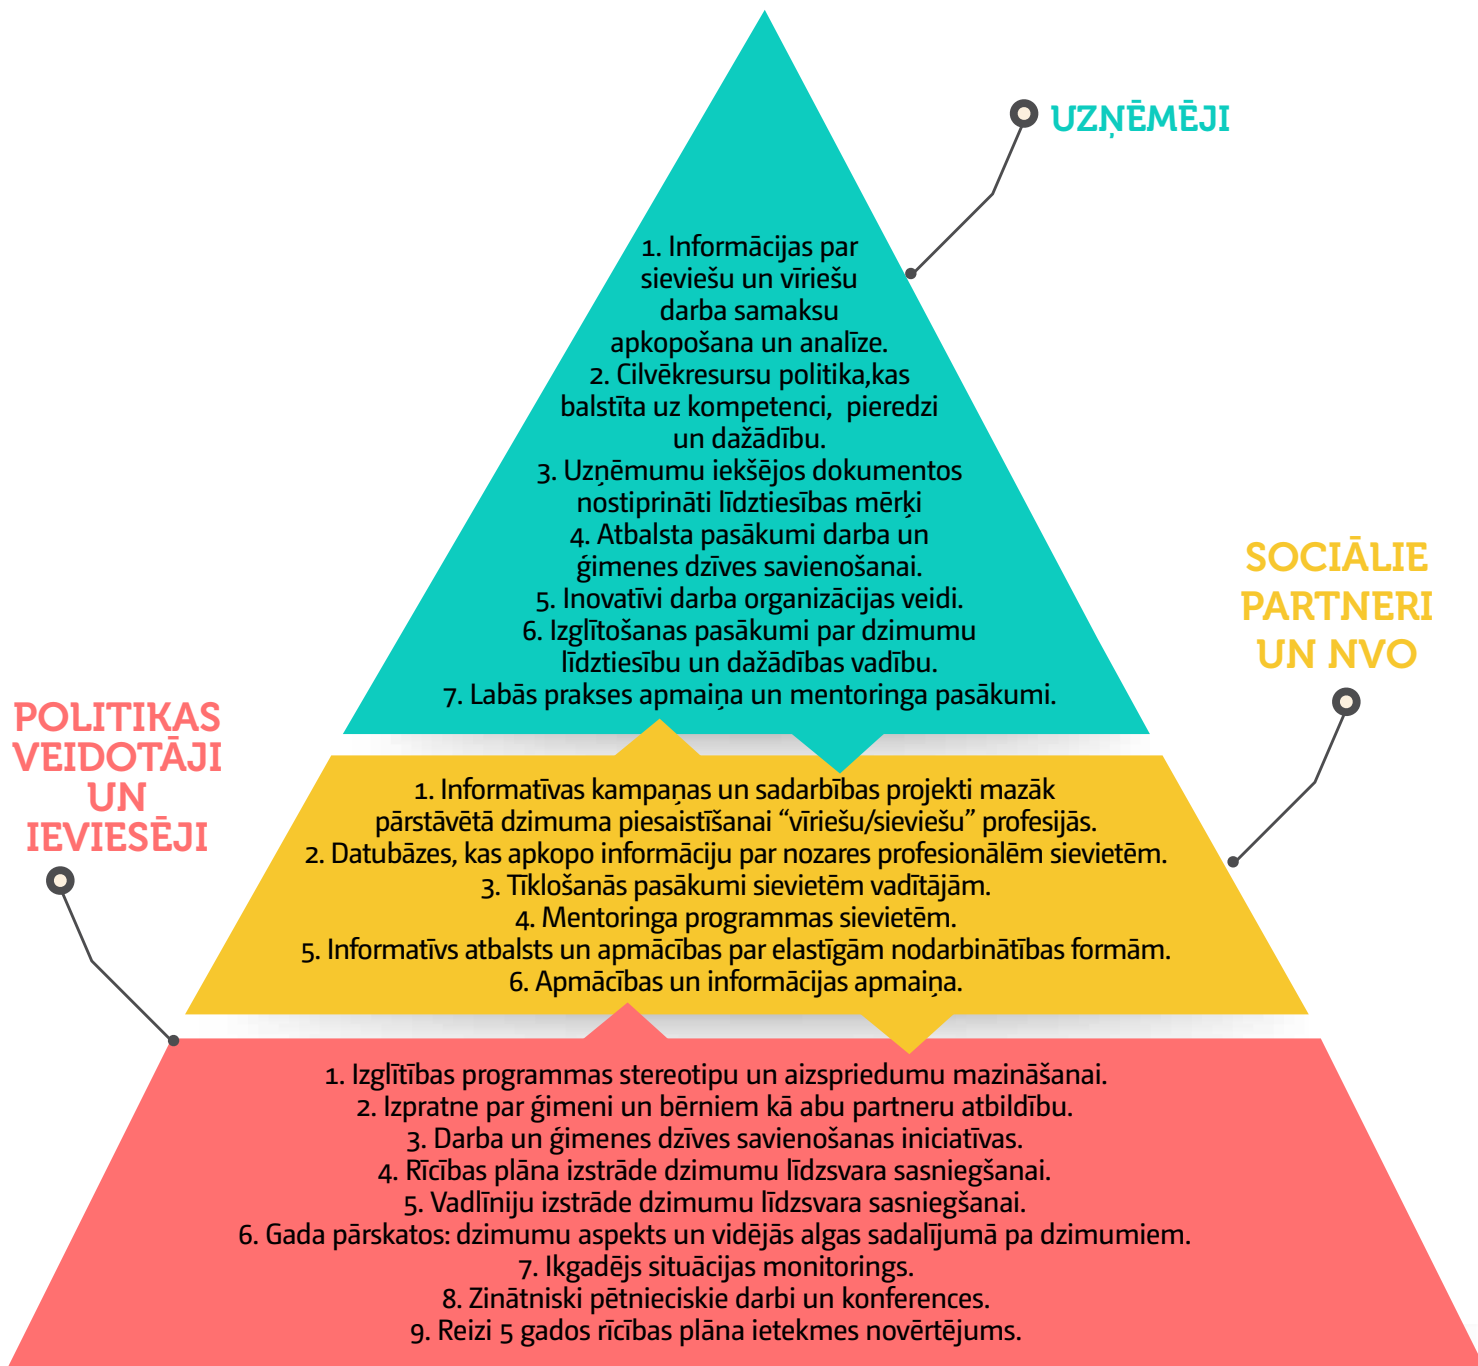 UZŅĒMĒJI
1. Informācijas par
sieviešu un vīriešu
darba samaksu
apkopošana un analīze.
2. Cilvēkresursu politika,kas
balstīta uz kompetenci, pieredzi
un dažādību.
3. Uzņēmumu iekšējos dokumentos
nostiprināti līdztiesības mērķi
4. Atbalsta pasākumi darba un
ģimenes dzīves savienošanai.
5. Inovatīvi darba organizācijas veidi.
6. Izglītošanas pasākumi par dzimumu
līdztiesību un dažādības vadību.
7. Labās prakses apmaiņa un mentoringa pasākumi.
SOCIĀLIE
PARTNERI
UN NVO
1. Informatīvas kampaņas un sadarbības projekti mazāk
pārstāvētā dzimuma piesaistīšanai “vīriešu/sieviešu” profesijās.
2. Datubāzes, kas apkopo informāciju par nozares profesionālēm sievietēm.
3. Tīklošanās pasākumi sievietēm vadītājām.
4. Mentoringa programmas sievietēm.
5. Informatīvs atbalsts un apmācības par elastīgām nodarbinātības formām.
6. Apmācības un informācijas apmaiņa.
POLITIKAS
VEIDOTĀJI
UN
IEVIESĒJI
1. Izglītības programmas stereotipu un aizspriedumu mazināšanai.
2. Izpratne par ģimeni un bērniem kā abu partneru atbildību.
3. Darba un ģimenes dzīves savienošanas iniciatīvas.
4. Rīcības plāna izstrāde dzimumu līdzsvara sasniegšanai.
5. Vadlīniju izstrāde dzimumu līdzsvara sasniegšanai.
6. Gada pārskatos: dzimumu aspekts un vidējās algas sadalījumā pa dzimumiem.
7. Ikgadējs situācijas monitorings.
8. Zinātniski pētnieciskie darbi un konferences.
9. Reizi 5 gados rīcības plāna ietekmes novērtējums.